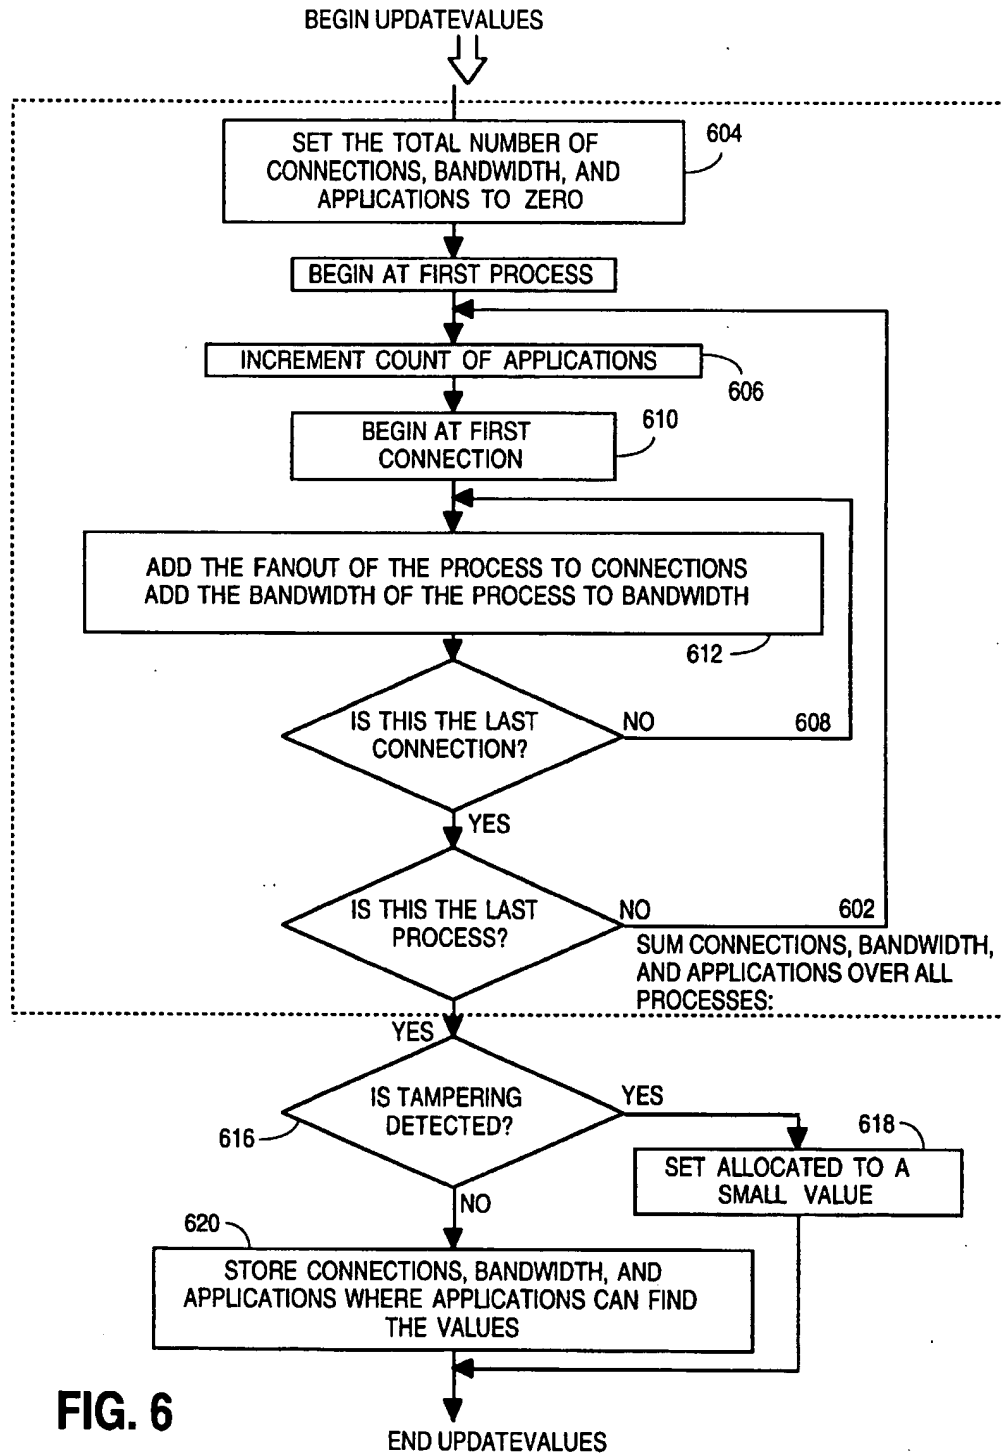 BEGIN UPDATEVALUES
SET THE TOTAL NUMBER OF
CONNECTIONS, BANDWIDTH, AND
APPLICATIONS TO ZERO
604
BEGIN AT FIRST PROCESS
INCREMENT COUNT OF APPLICATIONS
606
BEGIN AT FIRST
CONNECTION
610
ADD THE FANOUT OF THE PROCESS TO CONNECTIONS
ADD THE BANDWIDTH OF THE PROCESS TO BANDWIDTH
612
IS THIS THE LAST
CONNECTION?
NO
608
YES
IS THIS THE LAST
PROCESS?
NO
602
SUM CONNECTIONS, BANDWIDTH,
AND APPLICATIONS OVER ALL
PROCESSES:
YES
IS TAMPERING
DETECTED?
616
YES
618
SET ALLOCATED TO A
SMALL VALUE
NO
620
STORE CONNECTIONS, BANDWIDTH, AND
APPLICATIONS WHERE APPLICATIONS CAN FIND
THE VALUES
FIG. 6
END UPDATEVALUES